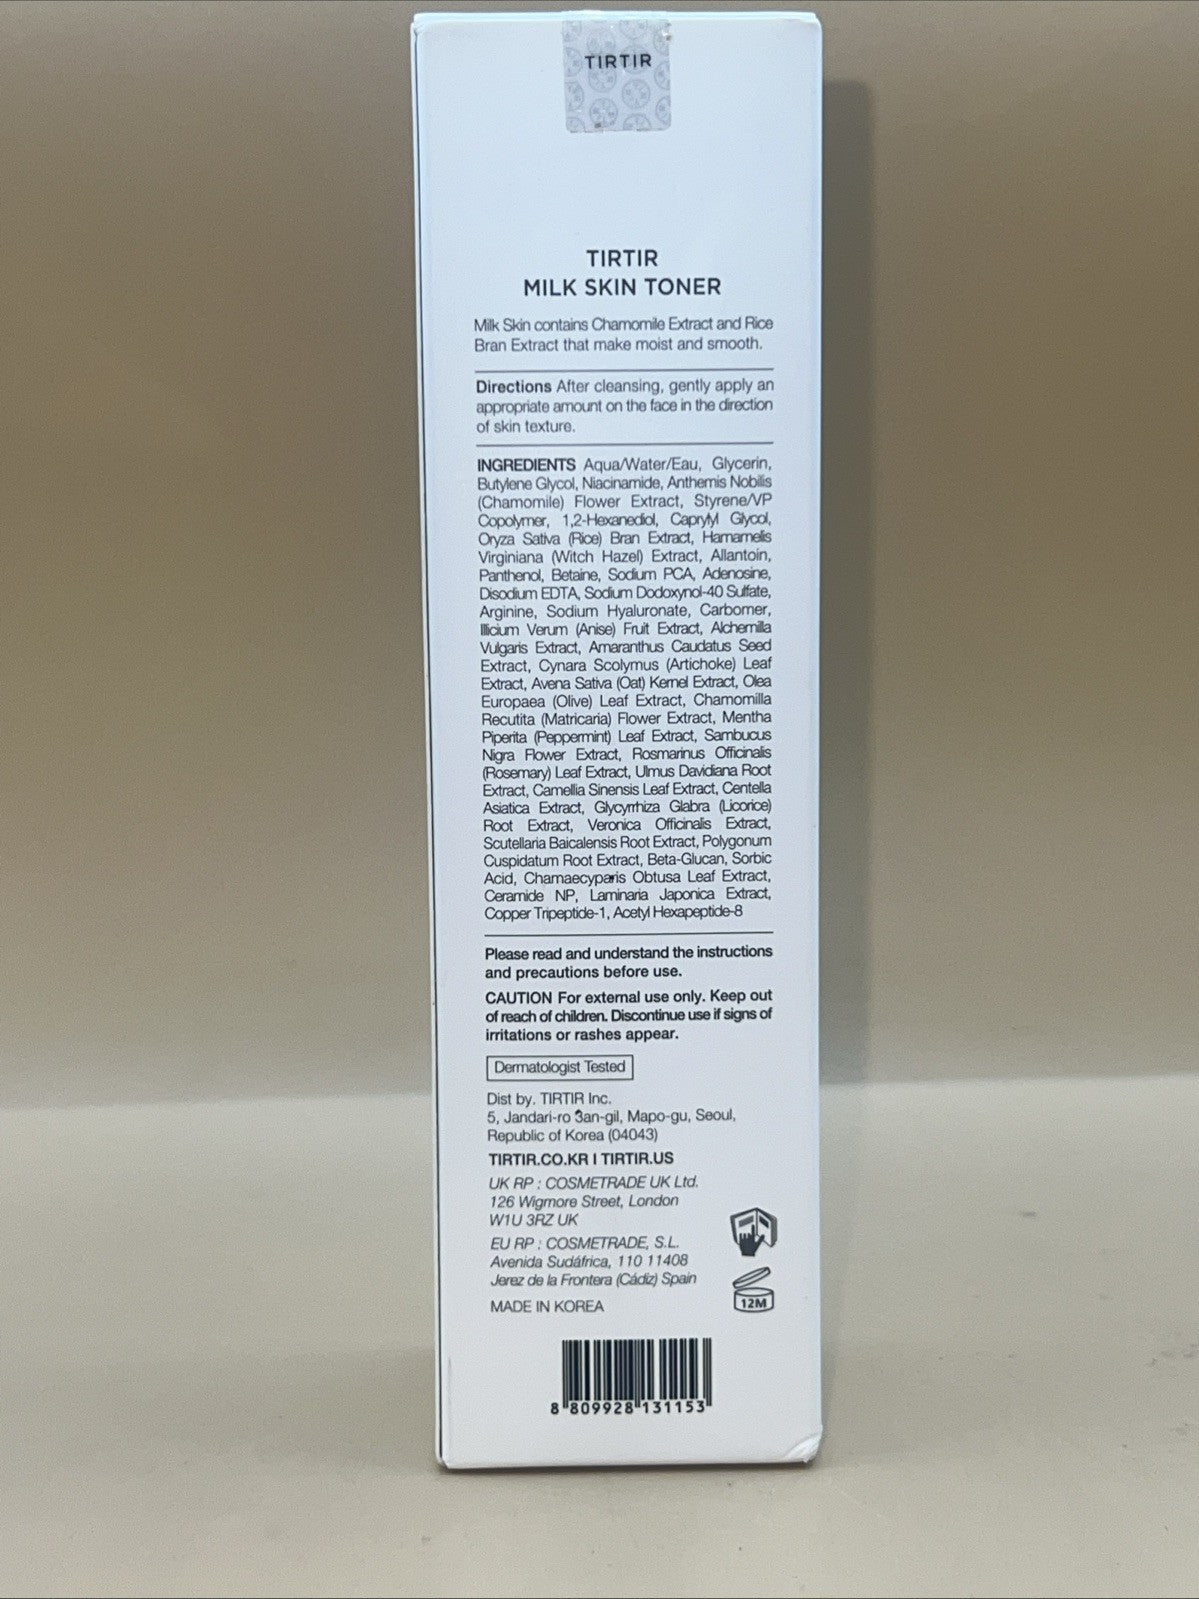 TIRTIR
TIRTIR
MILK SKIN TONER
Milk Skin contains Chamomile Extract and Rice
Bran Extract that make moist and smooth.
Directions After cleansing, gently apply an
appropriate amount on the face in the direction
of skin texture.
INGREDIENTS Aqua/Water/Eau, Glycerin,
Butylene Glycol, Niacinamide, Anthemis Nobilis
(Chamomile) Flower Extract, Styrene/VP
Copolymer, 1,2-Hexanediol, Caprylyl Glycol,
Oryza Sativa (Rice) Bran Extract, Hamamelis
Virginiana (Witch Hazel) Extract, Allantoin,
Panthenol, Betaine, Sodium PCA, Adenosine,
Disodium EDTA, Sodium Dodoxynol-40 Sulfate,
Arginine, Sodium Hyaluronate, Carbomer,
Illicium Verum (Anise) Fruit Extract, Alchemilla
Vulgaris Extract, Amaranthus Caudatus Seed
Extract, Cynara Scolymus (Artichoke) Leaf
Extract, Avena Sativa (Oat) Kernel Extract, Olea
Europaea (Olive) Leaf Extract, Chamomilla
Recutita (Matricaria) Flower Extract, Mentha
Piperita (Peppermint) Leaf Extract, Sambucus
Nigra Flower Extract, Rosmarinus Officinalis
(Rosemary) Leaf Extract, Ulmus Davidiana Root
Extract, Camellia Sinensis Leaf Extract, Centella
Asiatica Extract, Glycyrrhiza Glabra (Licorice)
Root Extract, Veronica Officinalis Extract,
Scutellaria Baicalensis Root Extract, Polygonum
Cuspidatum Root Extract, Beta-Glucan, Sorbic
Acid, Chamaecyparis Obtusa Leaf Extract,
Ceramide NP, Laminaria Japonica Extract,
Copper Tripeptide-1, Acetyl Hexapeptide-8
Please read and understand the instructions
and precautions before use.
CAUTION For external use only. Keep out
of reach of children. Discontinue use if signs of
irritations or rashes appear.
Dermatologist Tested
Dist by. TIRTIR Inc.
5, Jandari-ro 3an-gil, Mapo-gu, Seoul,
Republic of Korea (04043)
TIRTIR.CO.KR I TIRTIR.US
UK RP : COSMETRADE UK Ltd.
126 Wigmore Street, London
W1U 3RZ UK
EU RP : COSMETRADE, S.L.
Avenida Sudáfrica, 110 11408
Jerez de la Frontera (Cádiz) Spain
MADE IN KOREA
12M
8 809928 131153